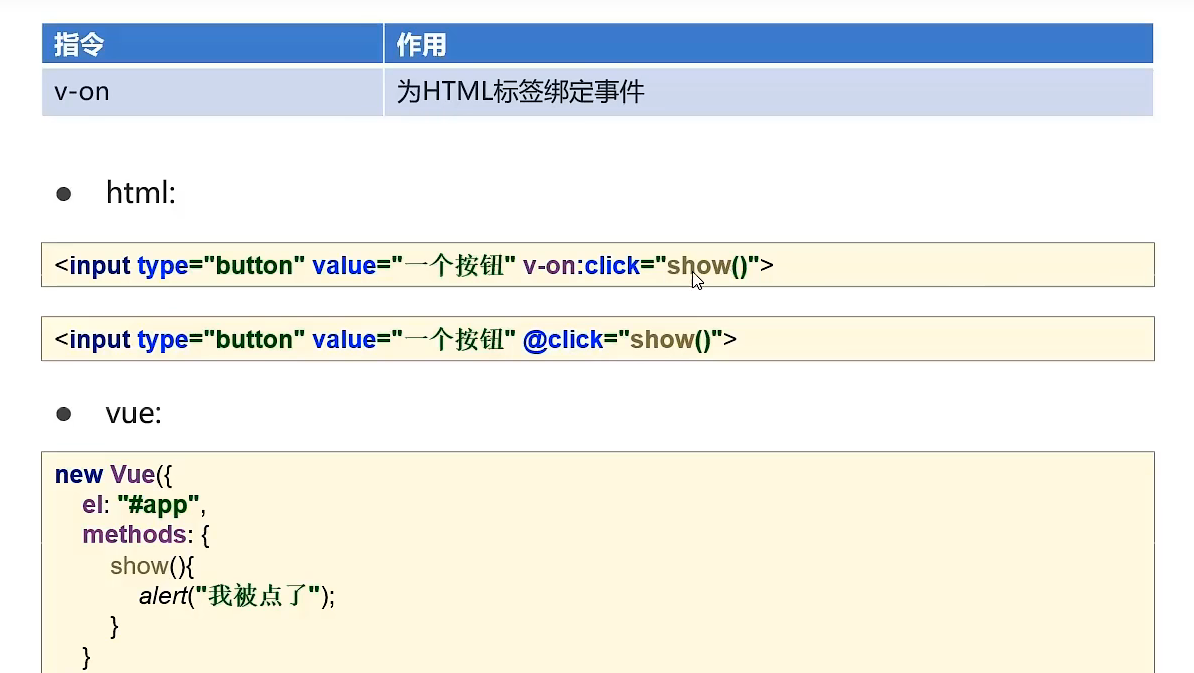 指令 作用
v-on 为HTML标签绑定事件
● html:
<input type="button" value="一个按钮" v-on:click="show()">
<input type="button" value="一个按钮" @click="show()">
● vue:
new Vue({
el: "#app",
methods: {
show(){
alert("我被点了");
}
}